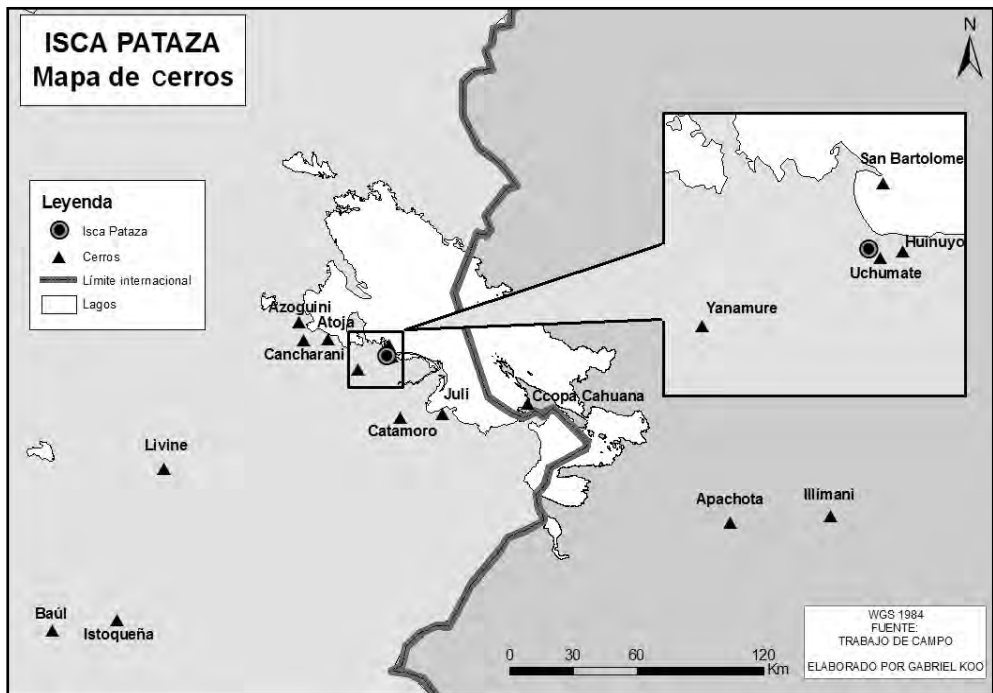 ISCA PATAZA
Mapa de cerros
N
Leyenda
Isca Pataza
Cerros
Límite internacional
Lagos
San Bartolome
Huinuyo
Uchumate
Yanamure
Azoguini
Atoja
Cancharani
Juli
Ccopa Cahuana
Catamoro
Livine
Apachota
Illimani
Baúl
Istoqueña
0 30 60 120
Km
WGS 1984
FUENTE:
TRABAJO DE CAMPO
ELABORADO POR GABRIEL KOO